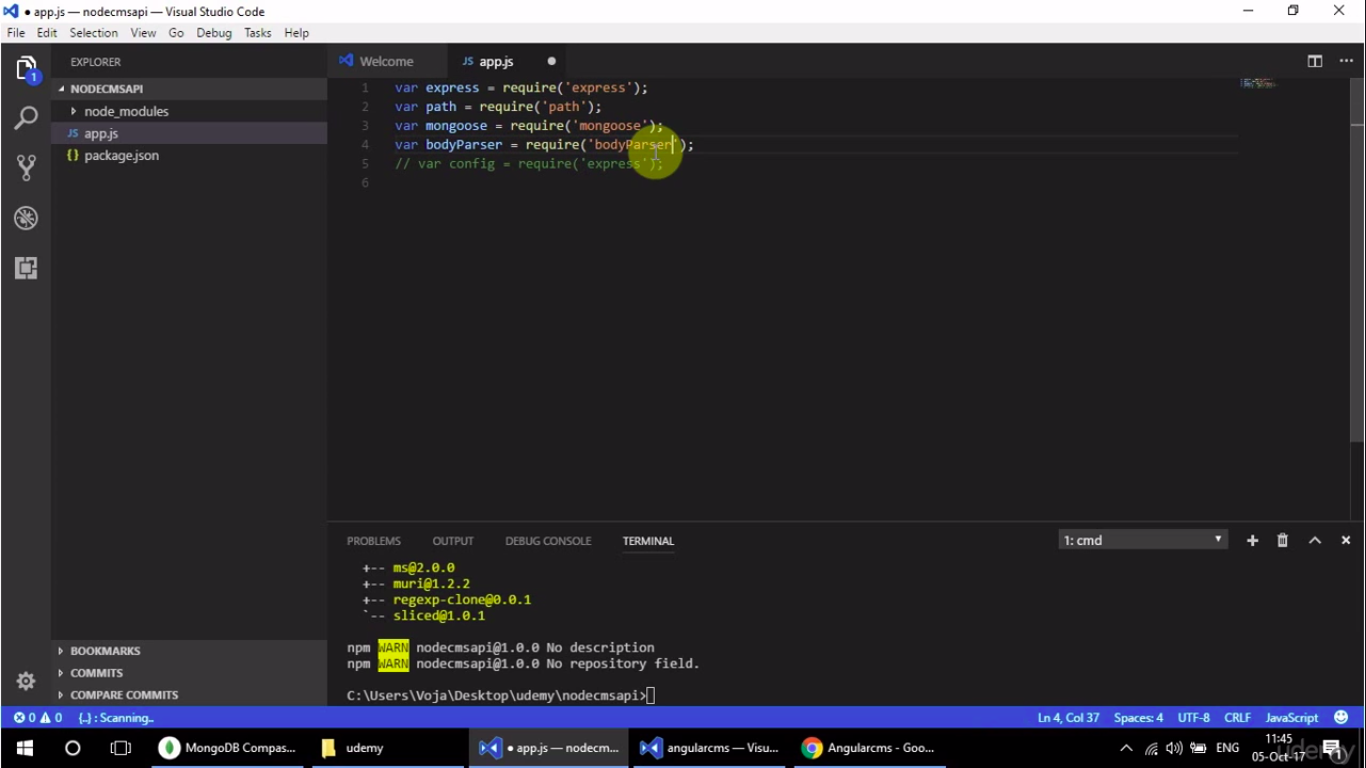 ● app.js — nodecmsapi — Visual Studio Code
File Edit Selection View Go Debug Tasks Help
EXPLORER
Welcome
JS app.js ●
1
NODECMSAPI
node_modules
JS app.js
{} package.json
1 var express = require('express');
2 var path = require('path');
3 var mongoose = require('mongoose');
4 var bodyParser = require('bodyParser');
5 // var config = require('express');
6
PROBLEMS OUTPUT DEBUG CONSOLE TERMINAL
1: cmd
+-- ms@2.0.0
+-- muri@1.2.2
+-- regexp-clone@0.0.1
`-- sliced@1.0.1
npm WARN nodecmsapi@1.0.0 No description
npm WARN nodecmsapi@1.0.0 No repository field.
C:\Users\Voja\Desktop\udemy\nodecmsapi>
BOOKMARKS
COMMITS
COMPARE COMMITS
0 0 {..} : Scanning..
Ln 4, Col 37 Spaces: 4 UTF-8 CRLF JavaScript
MongoDB Compas...
udemy
● app.js — nodecm...
angularcms — Visu...
Angularcms - Goo...
ENG
11:45
05-Oct-17
1
udemy